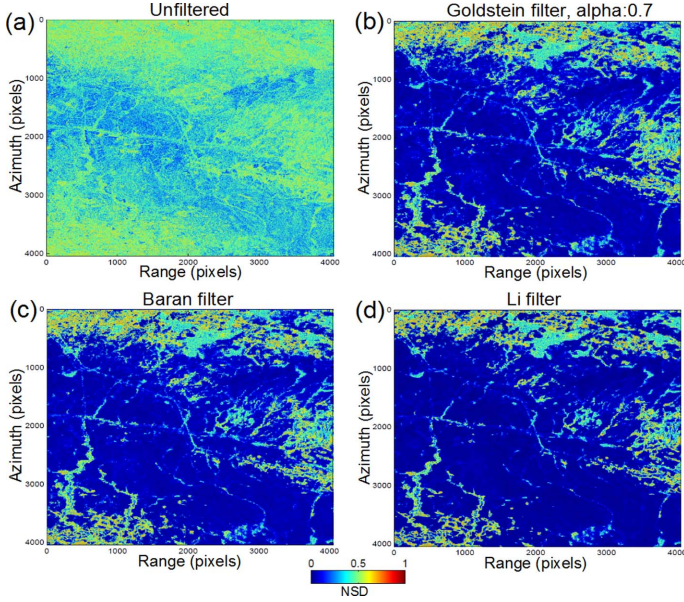 (a) Unfiltered
0
1000
2000
3000
4000
Azimuth (pixels)
0 1000 2000 3000 4000
Range (pixels)
(b) Goldstein filter, alpha:0.7
0
1000
2000
3000
4000
Azimuth (pixels)
0 1000 2000 3000 4000
Range (pixels)
(c) Baran filter
0
1000
2000
3000
4000
Azimuth (pixels)
0 1000 2000 3000 4000
Range (pixels)
(d) Li filter
0
1000
2000
3000
4000
Azimuth (pixels)
0 1000 2000 3000 4000
Range (pixels)
0 0.5 1
NSD